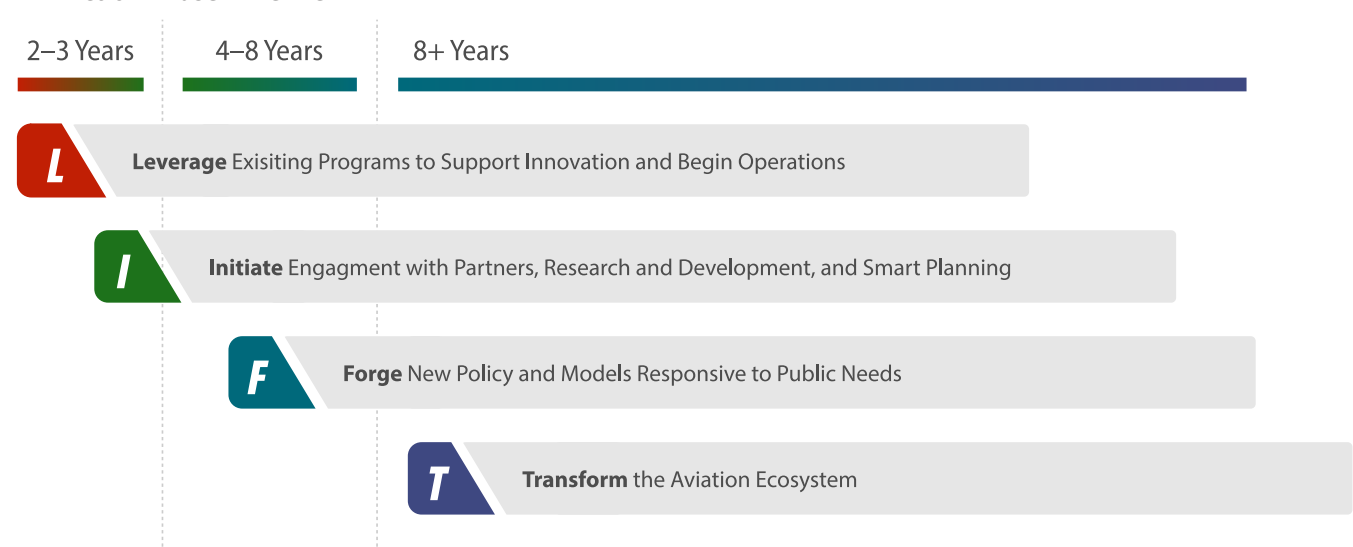 2–3 Years
4–8 Years
8+ Years
L
Leverage Exisiting Programs to Support Innovation and Begin Operations
I
Initiate Engagment with Partners, Research and Development, and Smart Planning
F
Forge New Policy and Models Responsive to Public Needs
T
Transform the Aviation Ecosystem